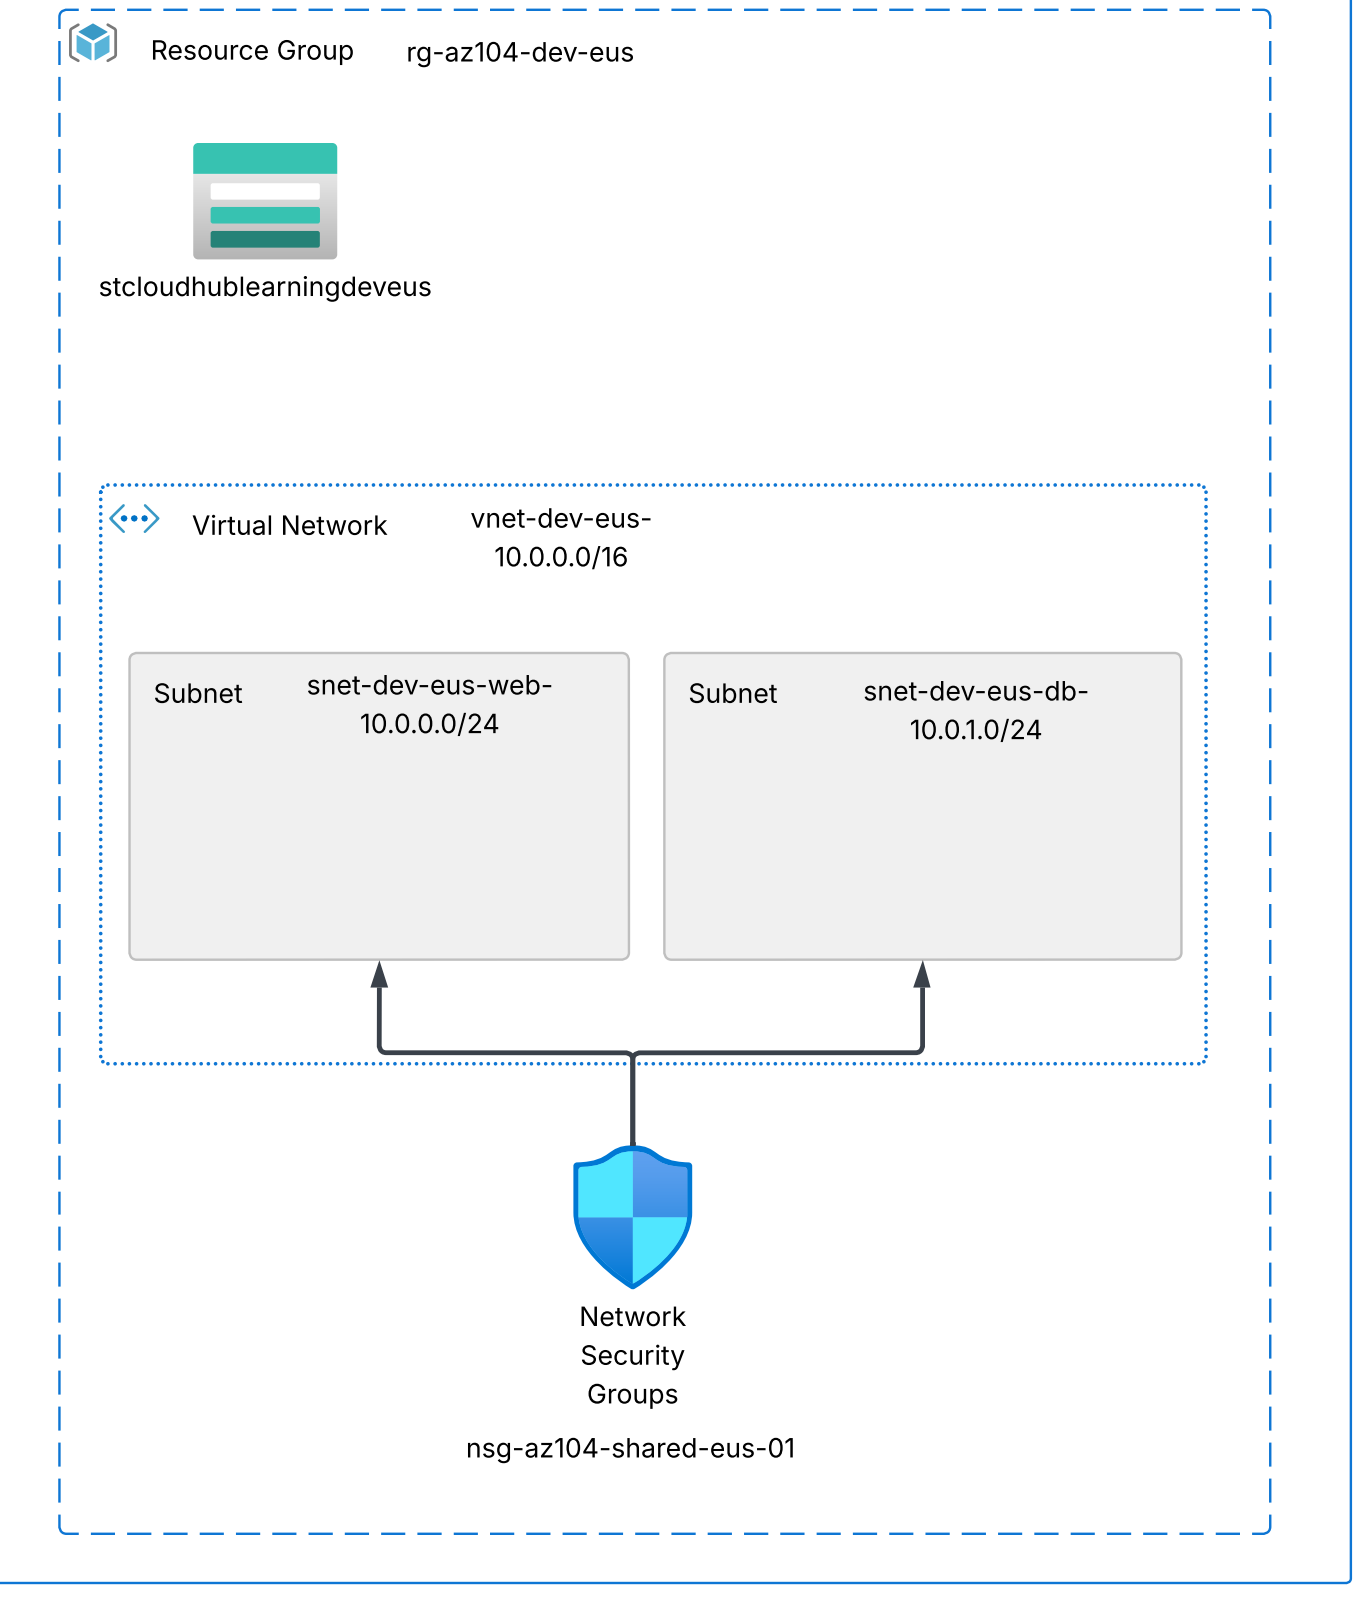 Resource Group
rg-az104-dev-eus
stcloudhublearningdeveus
Virtual Network
vnet-dev-eus-
10.0.0.0/16
Subnet
snet-dev-eus-web-
10.0.0.0/24
Subnet
snet-dev-eus-db-
10.0.1.0/24
Network
Security
Groups
nsg-az104-shared-eus-01